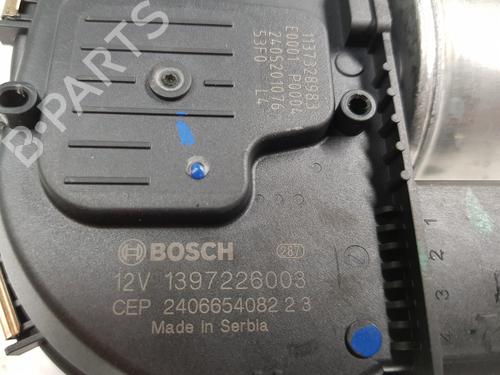 1137328983
E0001 P0004
2405201076
53F0 L4
BOSCH
287
12V 1397226003
CEP 2406654082 2 3
Made in Serbia
1
2
3
4
B-PARTS